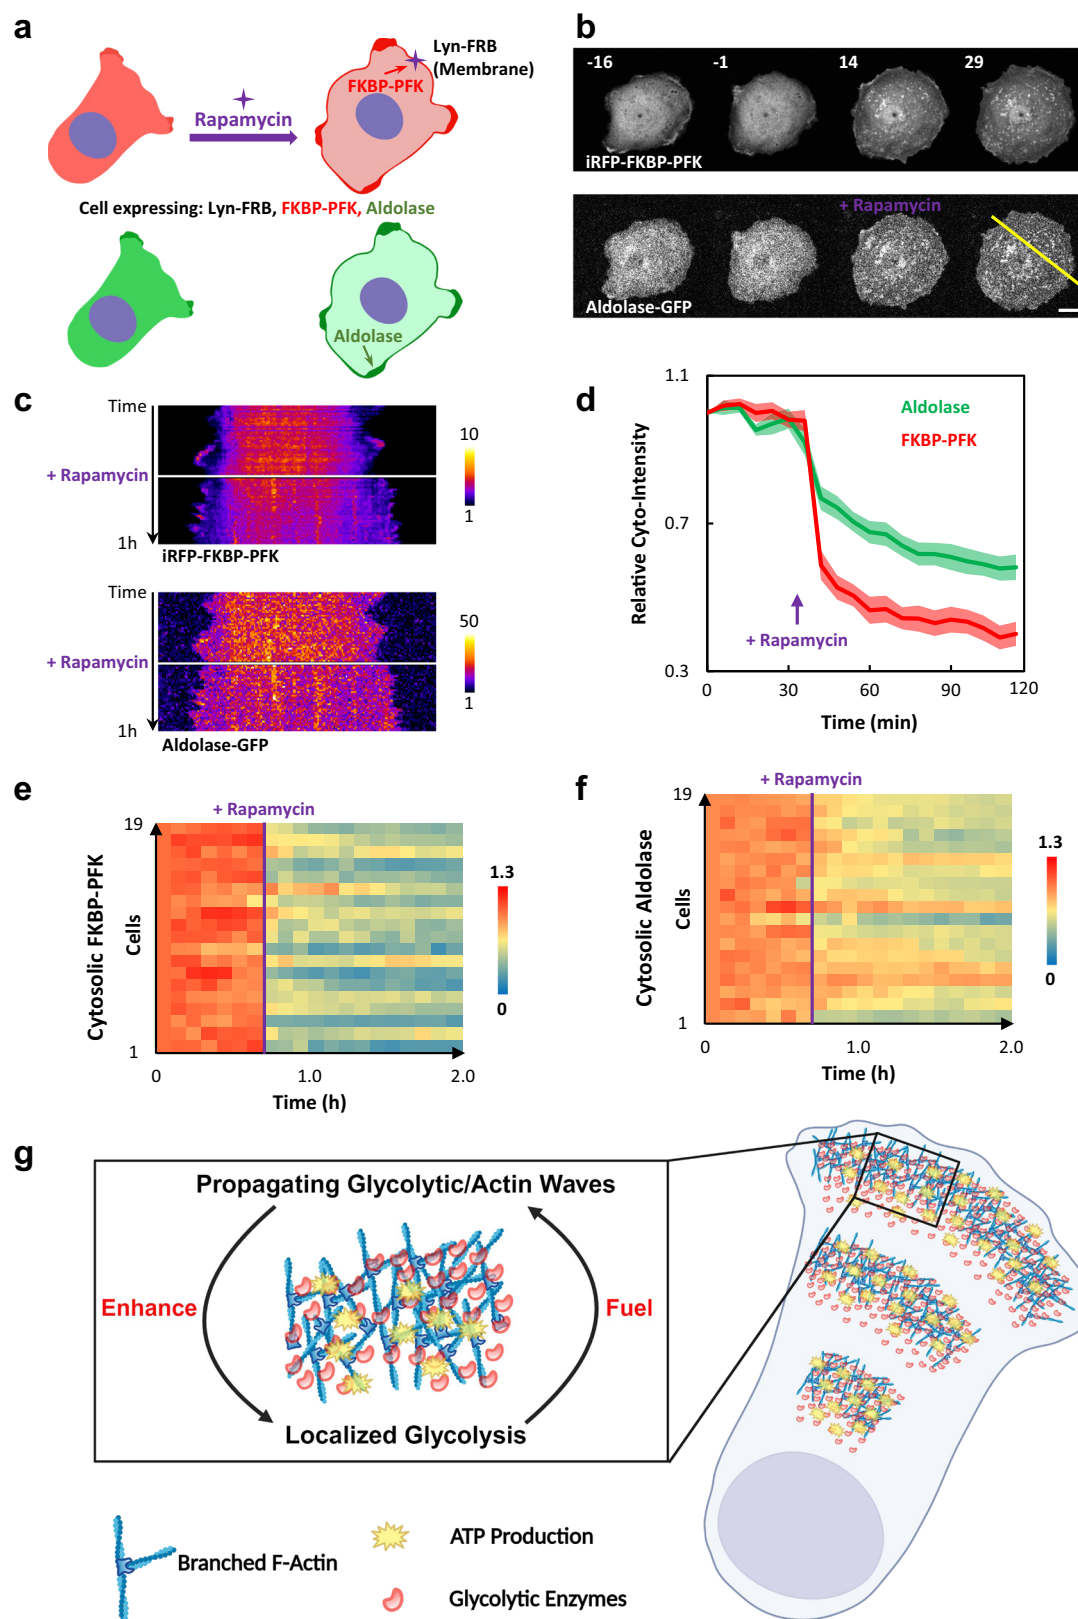 a
Lyn-FRB
(Membrane)
FKBP-PFK
Rapamycin
Cell expressing: Lyn-FRB, FKBP-PFK, Aldolase
Aldolase
b
-16
-1
14
29
iRFP-FKBP-PFK
+ Rapamycin
Aldolase-GFP
c
Time
+ Rapamycin
1h
iRFP-FKBP-PFK
10
1
Time
+ Rapamycin
1h
Aldolase-GFP
50
1
d
1.1
0.7
0.3
Relative Cyto-Intensity
Aldolase
FKBP-PFK
+ Rapamycin
0
30
60
90
120
Time (min)
e
+ Rapamycin
Cytosolic FKBP-PFK
Cells
19
1
0
1.0
2.0
Time (h)
1.3
0
f
+ Rapamycin
Cytosolic Aldolase
Cells
19
1
0
1.0
2.0
Time (h)
1.3
0
g
Propagating Glycolytic/Actin Waves
Enhance
Fuel
Localized Glycolysis
Branched F-Actin
ATP Production
Glycolytic Enzymes